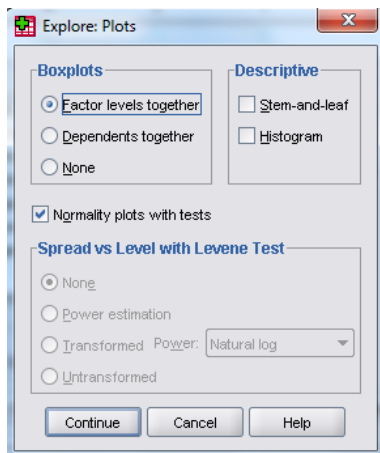 Explore: Plots
Boxplots
Factor levels together
Dependents together
None
Descriptive
Stem-and-leaf
Histogram
Normality plots with tests
Spread vs Level with Levene Test
None
Power estimation
Transformed Power: Natural log
Untransformed
Continue Cancel Help